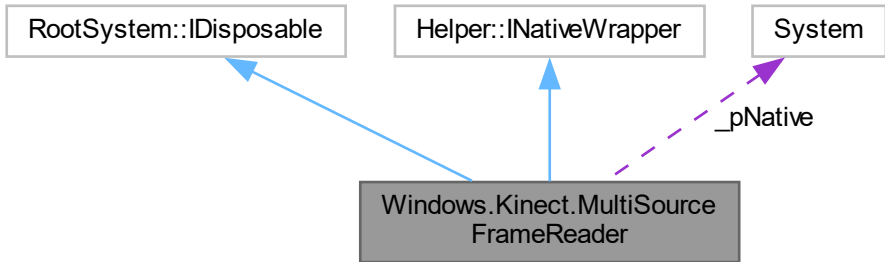 RootSystem::IDisposable
Helper::INativeWrapper
System
_pNative
Windows.Kinect.MultiSource
FrameReader